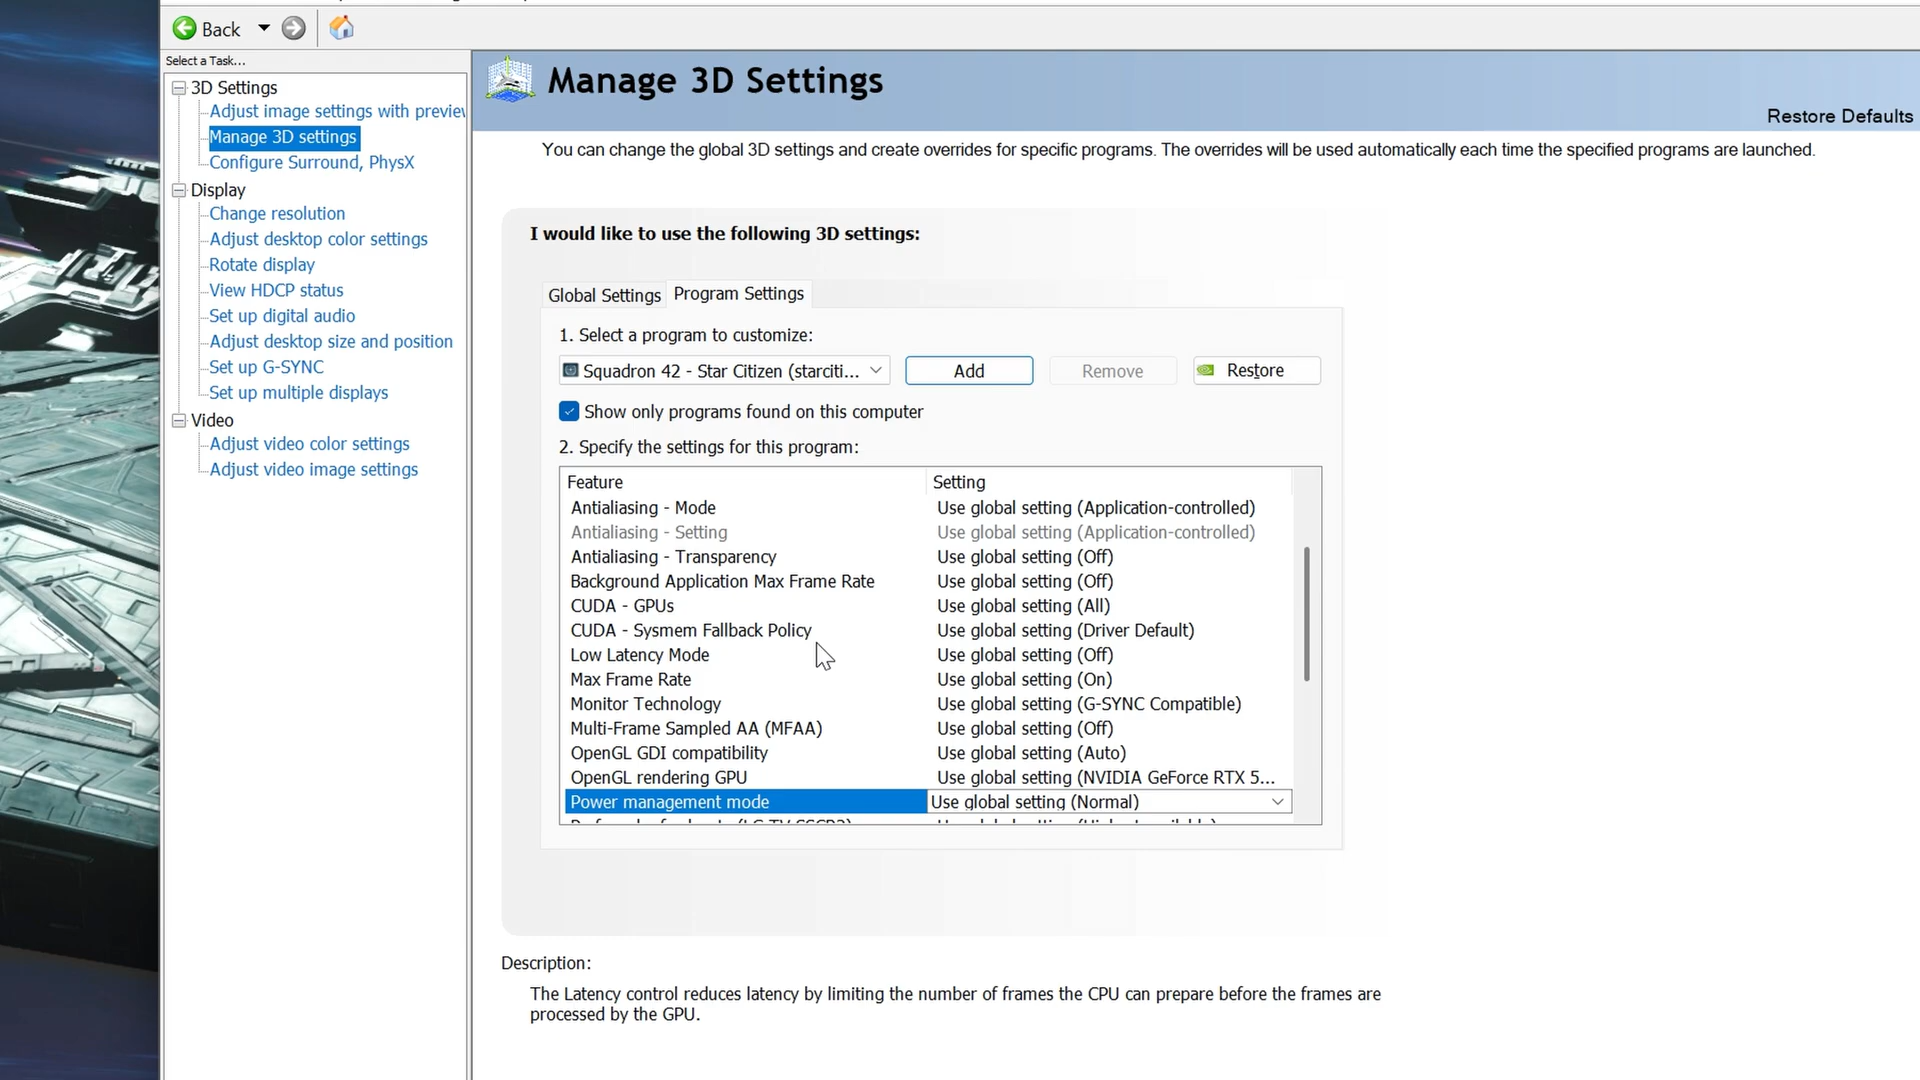 Back
Select a Task...
3D Settings
Adjust image settings with preview
Manage 3D settings
Configure Surround, PhysX
Display
Change resolution
Adjust desktop color settings
Rotate display
View HDCP status
Set up digital audio
Adjust desktop size and position
Set up G-SYNC
Set up multiple displays
Video
Adjust video color settings
Adjust video image settings
Manage 3D Settings
Restore Defaults
You can change the global 3D settings and create overrides for specific programs. The overrides will be used automatically each time the specified programs are launched.
I would like to use the following 3D settings:
Global Settings Program Settings
1. Select a program to customize:
Squadron 42 - Star Citizen (starciti... Add Remove Restore
Show only programs found on this computer
2. Specify the settings for this program:
Feature Setting
Antialiasing - Mode Use global setting (Application-controlled)
Antialiasing - Setting Use global setting (Application-controlled)
Antialiasing - Transparency Use global setting (Off)
Background Application Max Frame Rate Use global setting (Off)
CUDA - GPUs Use global setting (All)
CUDA - Sysmem Fallback Policy Use global setting (Driver Default)
Low Latency Mode Use global setting (Off)
Max Frame Rate Use global setting (On)
Monitor Technology Use global setting (G-SYNC Compatible)
Multi-Frame Sampled AA (MFAA) Use global setting (Off)
OpenGL GDI compatibility Use global setting (Auto)
OpenGL rendering GPU Use global setting (NVIDIA GeForce RTX 5...
Power management mode Use global setting (Normal)
Description:
The Latency control reduces latency by limiting the number of frames the CPU can prepare before the frames are
processed by the GPU.